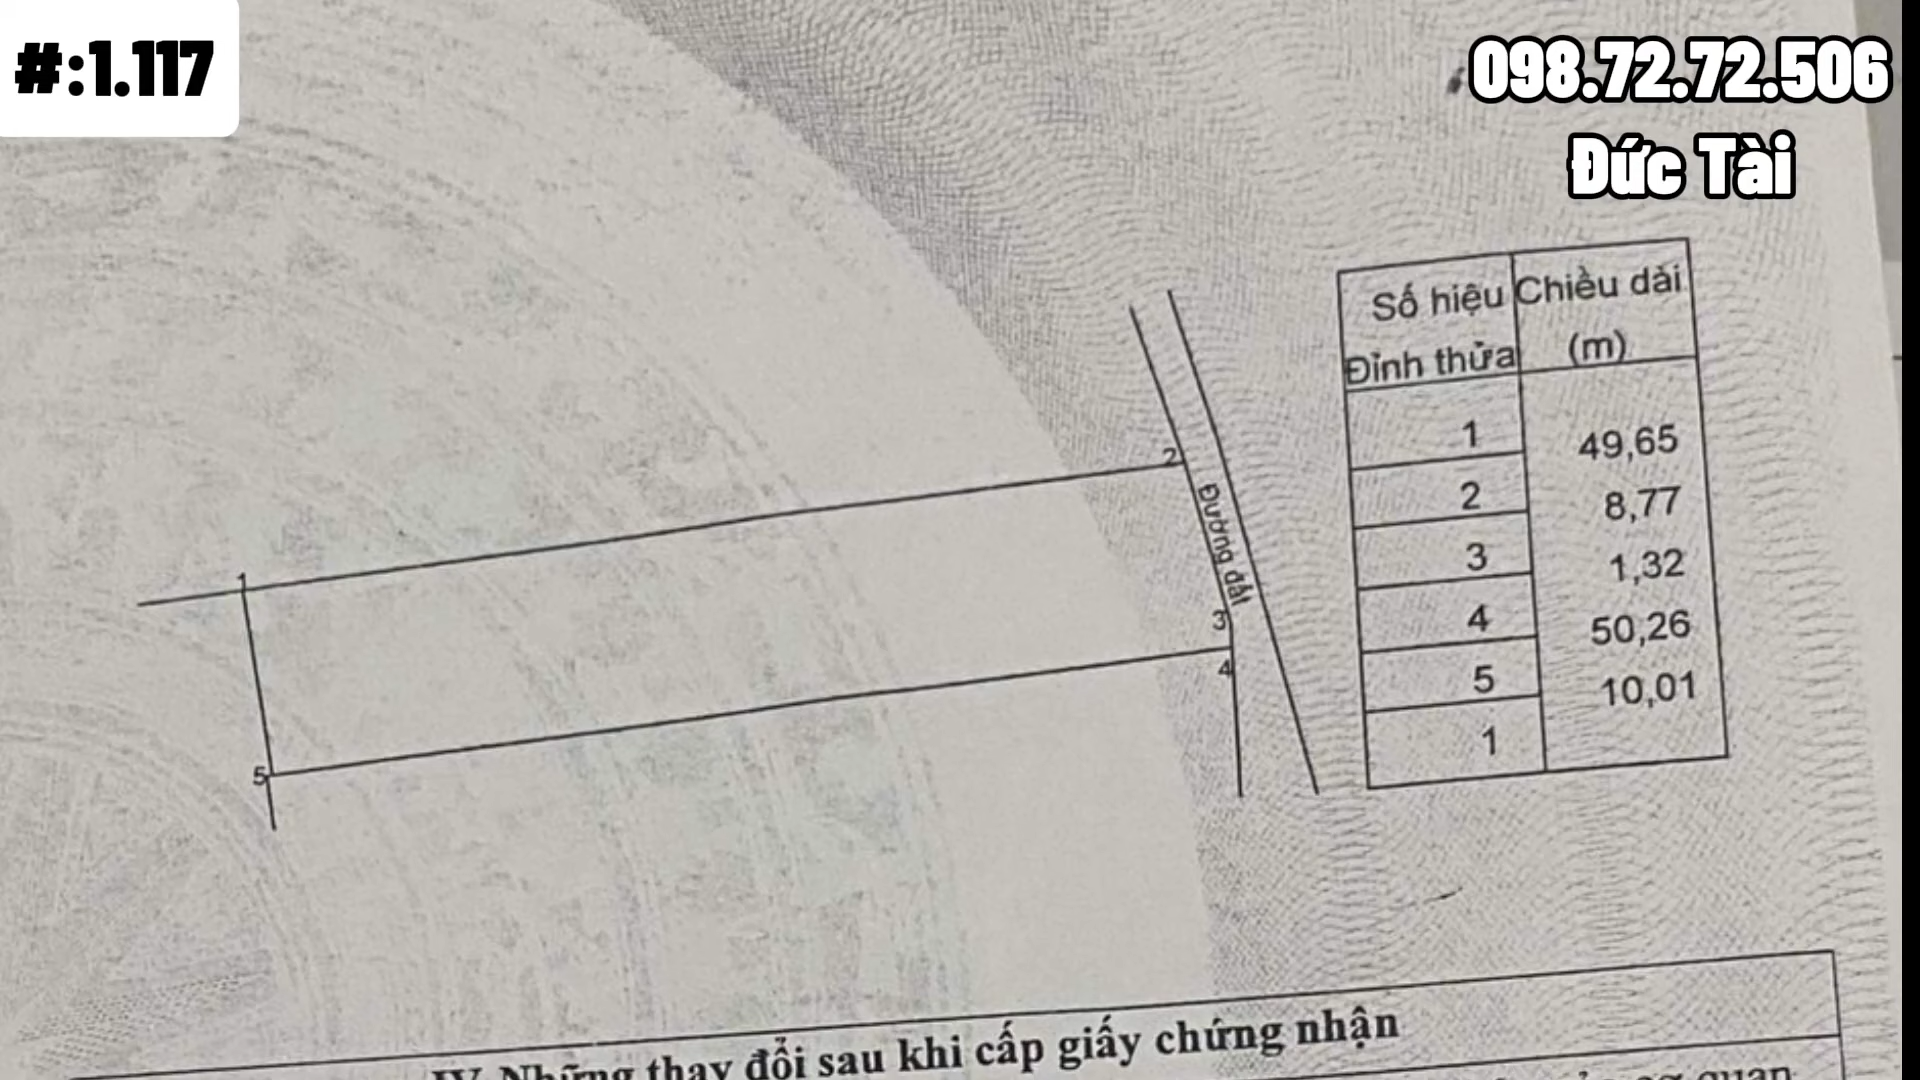 #:1.117
098.72.72.506
Đức Tài
Số hiệu Chiều dài
Đỉnh thửa (m)
1 49,65
2 8,77
3 1,32
4 50,26
5 10,01
1
2
Đường đất
1
3
4
5
IV. Những thay đổi sau khi cấp giấy chứng nhận
quan